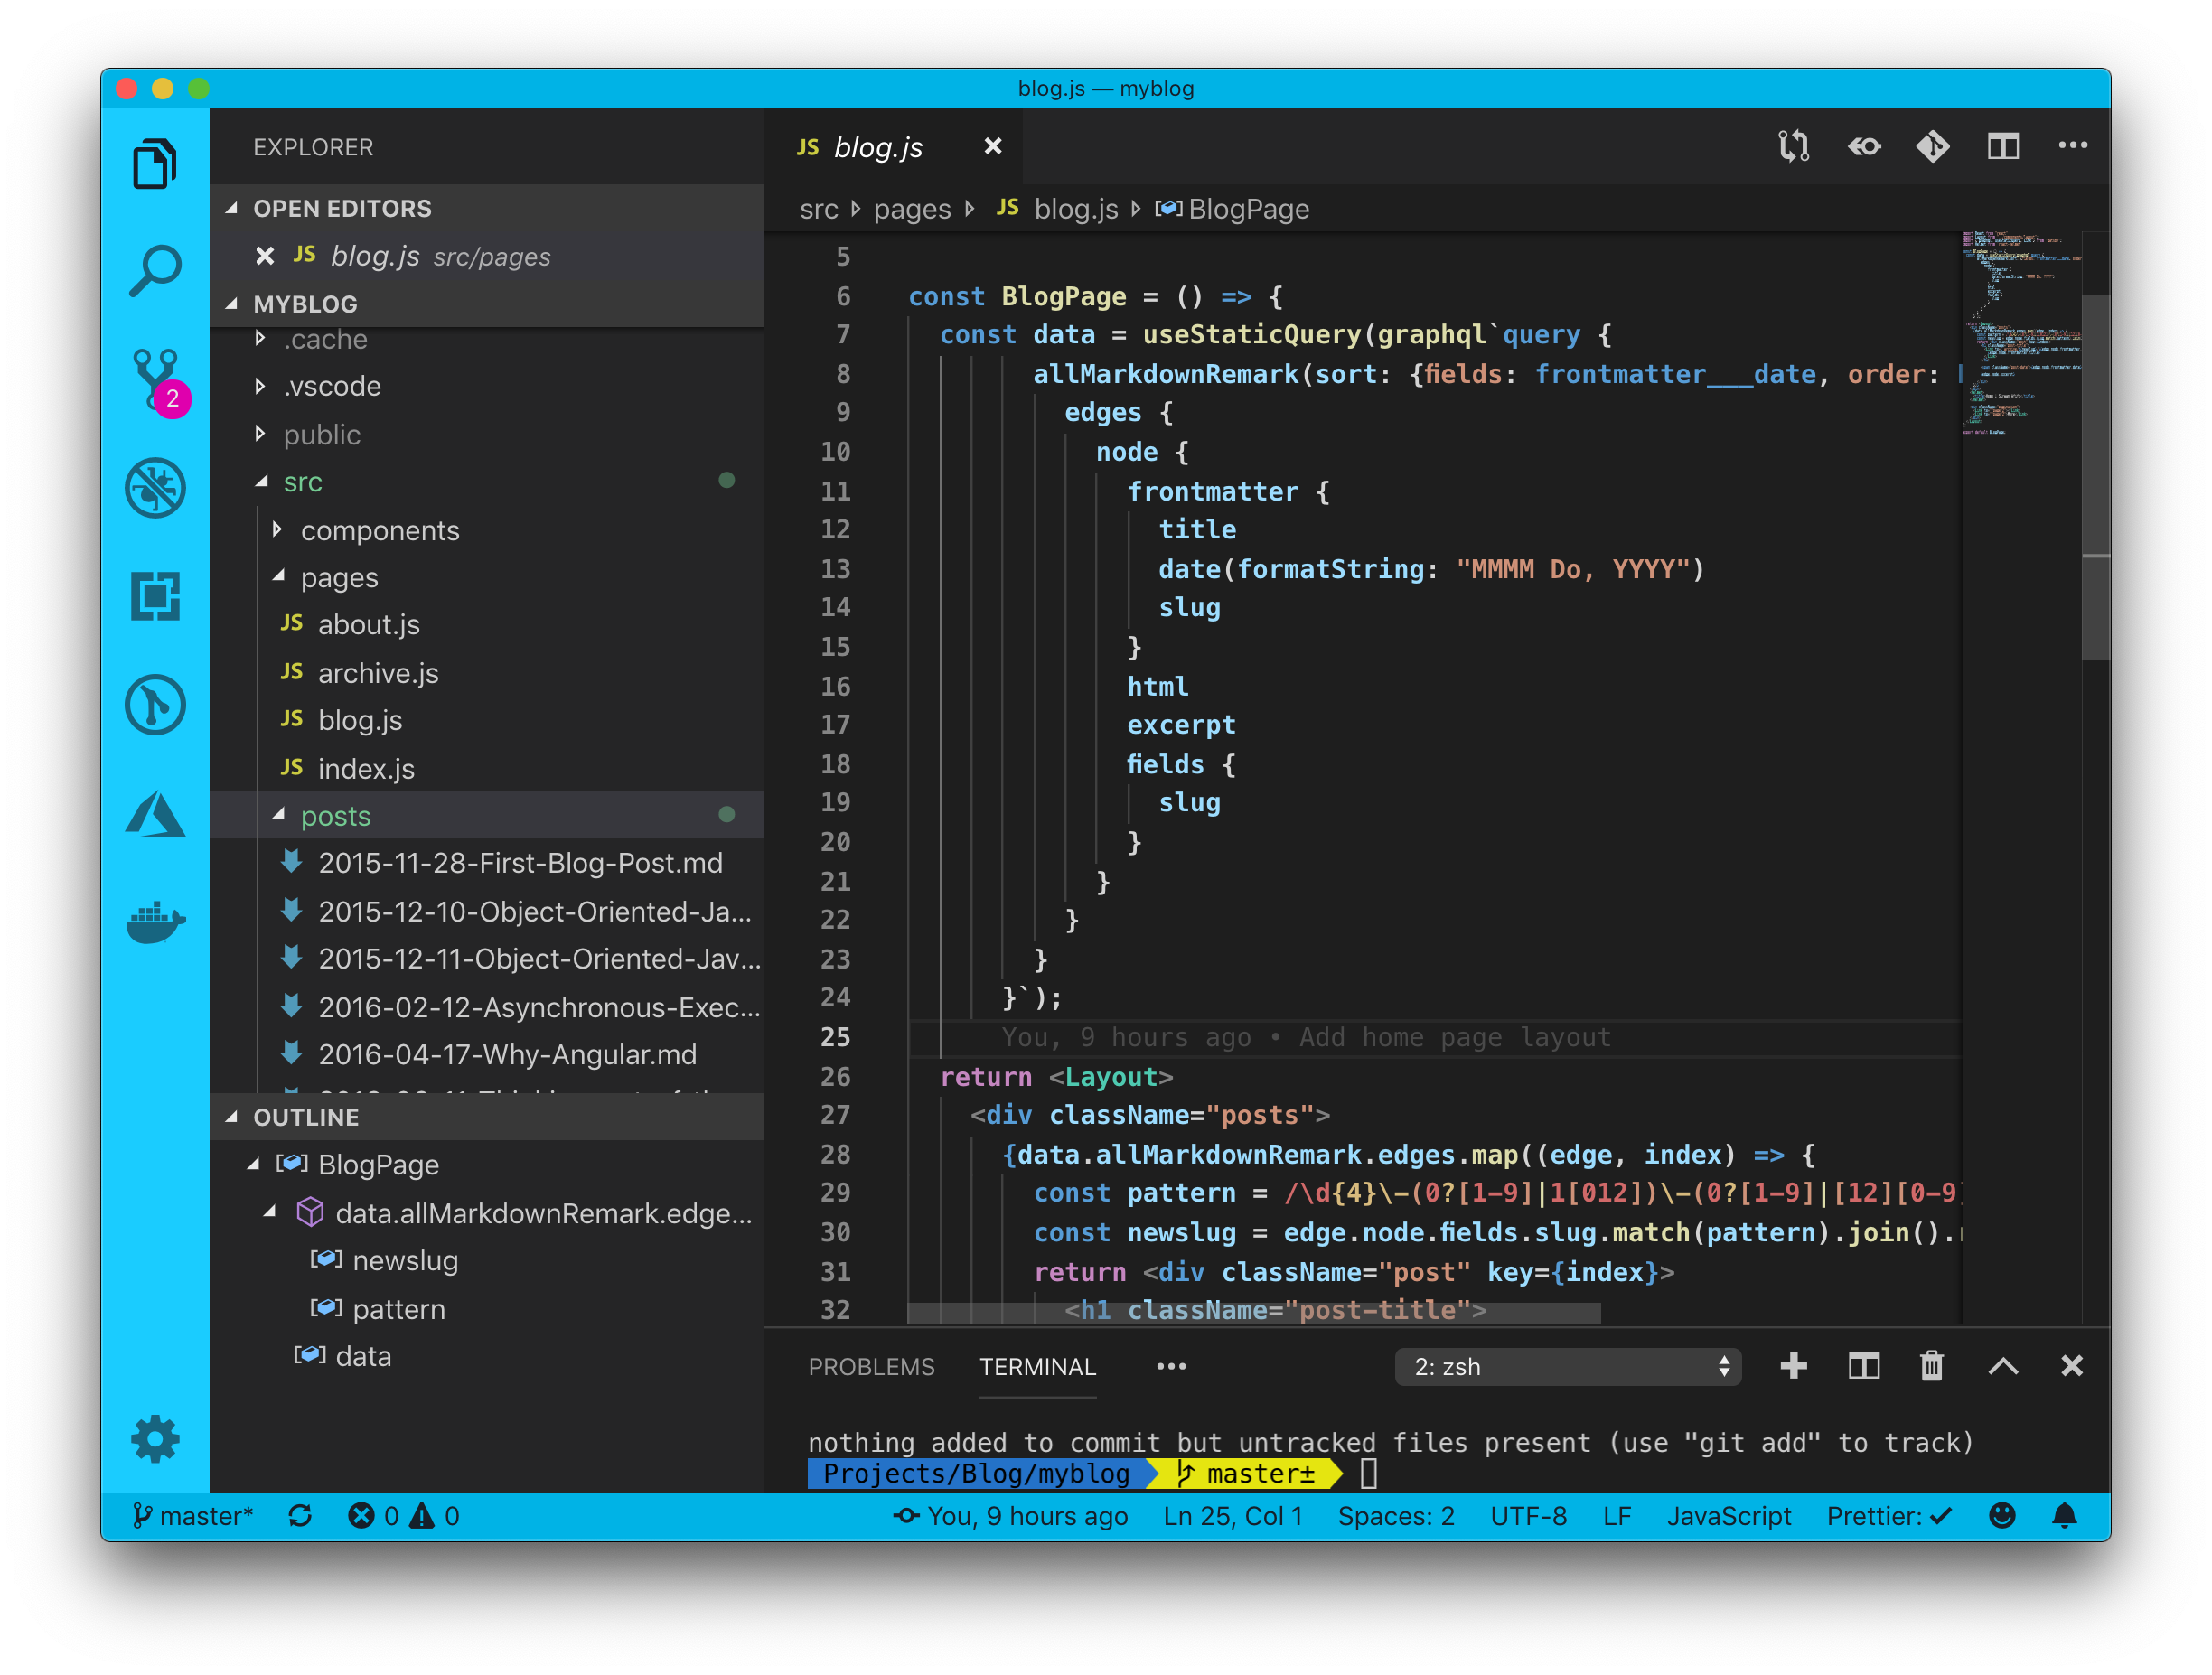 blog.js — myblog
EXPLORER
OPEN EDITORS
JS blog.js src/pages
MYBLOG
.cache
.vscode
public
src
components
pages
JS about.js
JS archive.js
JS blog.js
JS index.js
posts
2015-11-28-First-Blog-Post.md
2015-12-10-Object-Oriented-Ja...
2015-12-11-Object-Oriented-Jav...
2016-02-12-Asynchronous-Exec...
2016-04-17-Why-Angular.md
OUTLINE
BlogPage
data.allMarkdownRemark.edge...
newslug
pattern
data
2
JS blog.js
src pages JS blog.js BlogPage
5
6 const BlogPage = () => {
7 const data = useStaticQuery(graphql`query {
8 allMarkdownRemark(sort: {fields: frontmatter___date, order:
9 edges {
10 node {
11 frontmatter {
12 title
13 date(formatString: "MMMM Do, YYYY")
14 slug
15 }
16 html
17 excerpt
18 fields {
19 slug
20 }
21 }
22 }
23 }
24 }`);
25 You, 9 hours ago • Add home page layout
26 return <Layout>
27 <div className="posts">
28 {data.allMarkdownRemark.edges.map((edge, index) => {
29 const pattern = /\d{4}\-(0?[1-9]|1[012])\-(0?[1-9]|[12][0-9]
30 const newslug = edge.node.fields.slug.match(pattern).join().
31 return <div className="post" key={index}>
32 <h1 className="post-title">
PROBLEMS TERMINAL ••• 2: zsh
nothing added to commit but untracked files present (use "git add" to track)
Projects/Blog/myblog master±
master* 0 0 You, 9 hours ago Ln 25, Col 1 Spaces: 2 UTF-8 LF JavaScript Prettier: ✓